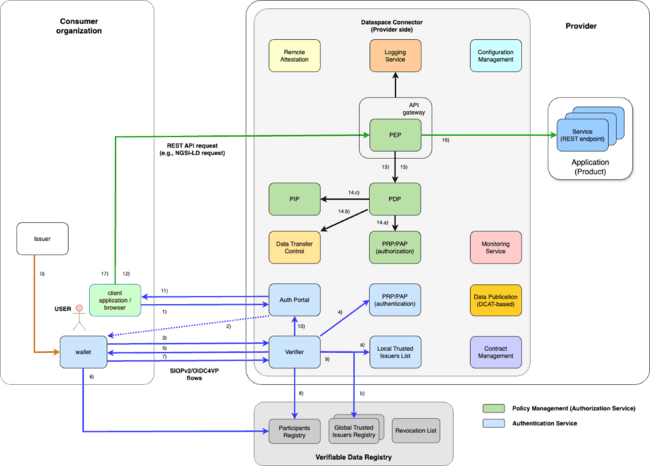 Consumer
organization
Dataspace Connector
(Provider side)
Provider
Remote
Attestation
Logging
Service
Configuration
Management
API
gateway
PEP
Service
(REST endpoint)
Application
(Product)
REST API request
(e.g., NGSI-LD request)
16)
13)
15)
14.c)
PIP
PDP
14.b)
14.a)
Data Transfer
Control
PRP/PAP
(authorization)
Monitoring
Service
Issuer
0)
17)
12)
client
application /
browser
11)
1)
Auth Portal
PRP/PAP
(authentication)
Data Publication
(DCAT-based)
USER
2)
10)
4)
wallet
3)
5)
7)
Verifier
a)
9)
Local Trusted
Issuers List
Contract
Management
SIOPv2/OIDC4VP
flows
6)
8)
b)
Participants
Registry
Global Trusted
Issuers Registry
Revocation List
Verifiable Data Registry
Policy Management (Authorization Service)
Authentication Service